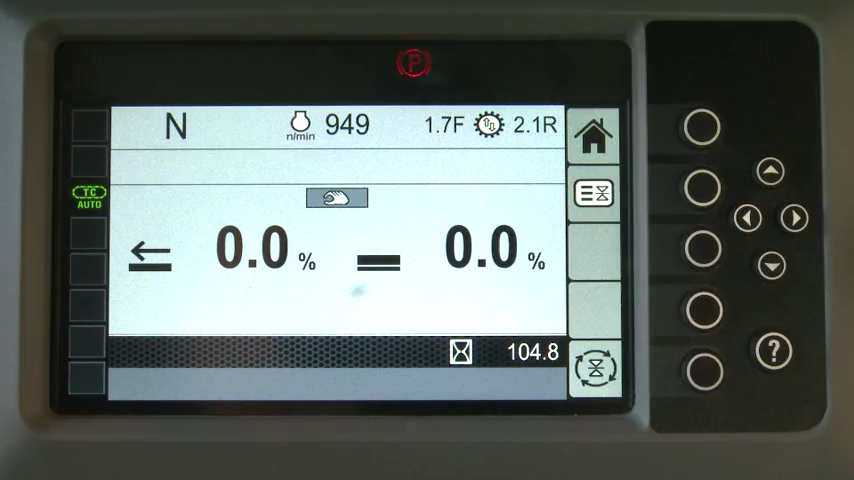 P
N n/min 949 1.7F 2.1R
TC
AUTO
0.0 % 0.0 %
104.8
?